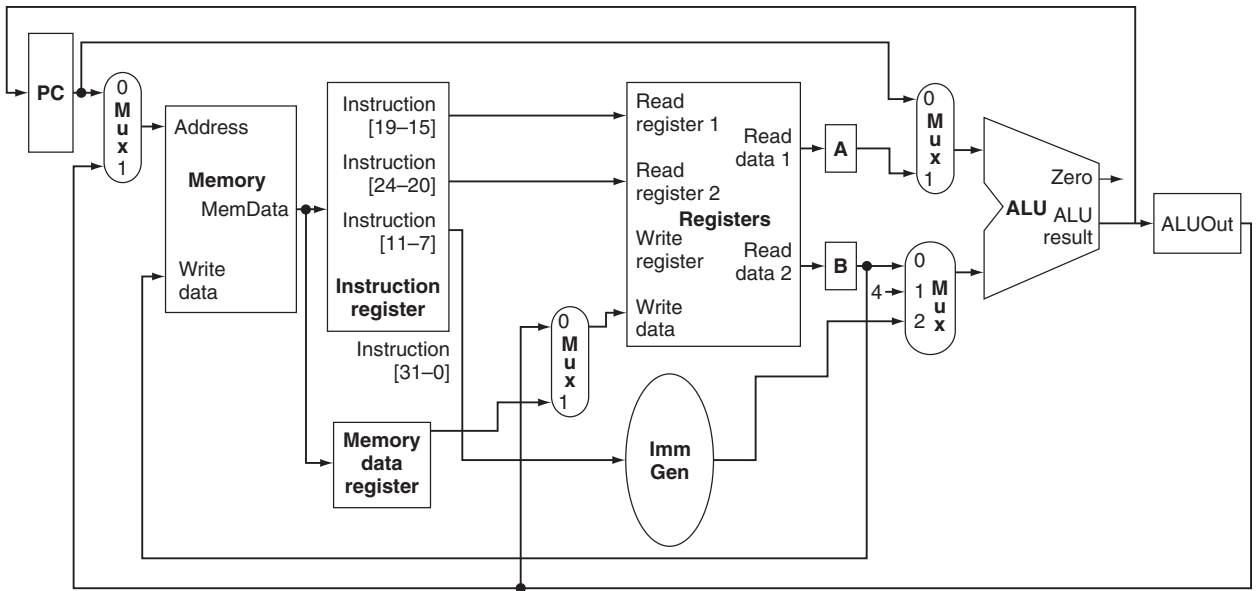 PC
0
M
u
x
1
Address
Memory
MemData
Write
data
Instruction
[19–15]
Instruction
[24–20]
Instruction
[11–7]
Instruction
register
Instruction
[31–0]
Memory
data
register
0
M
u
x
1
Read
register 1
Read
register 2
Registers
Write
register
Write
data
Read
data 1
Read
data 2
Imm
Gen
A
B
4
0
M
u
x
1
0
1
2
M
u
x
Zero
ALU
ALU
result
ALUOut